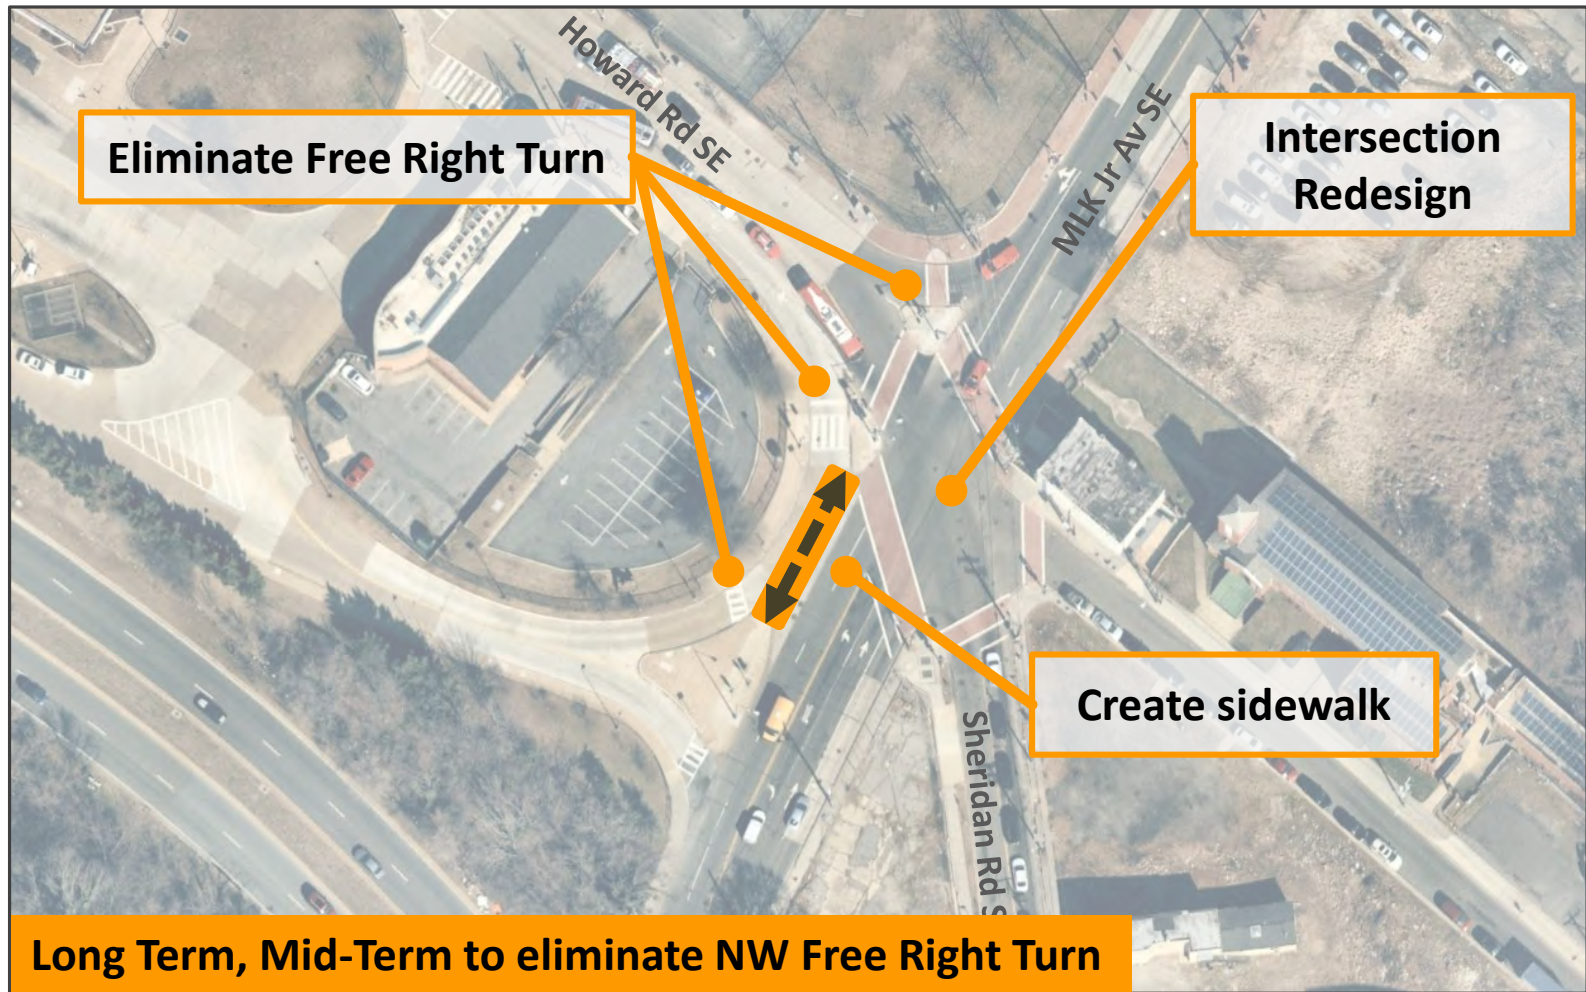 Howard Rd SE
MLK Jr Av SE
Eliminate Free Right Turn
Intersection
Redesign
Create sidewalk
Sheridan Rd S
Long Term, Mid-Term to eliminate NW Free Right Turn